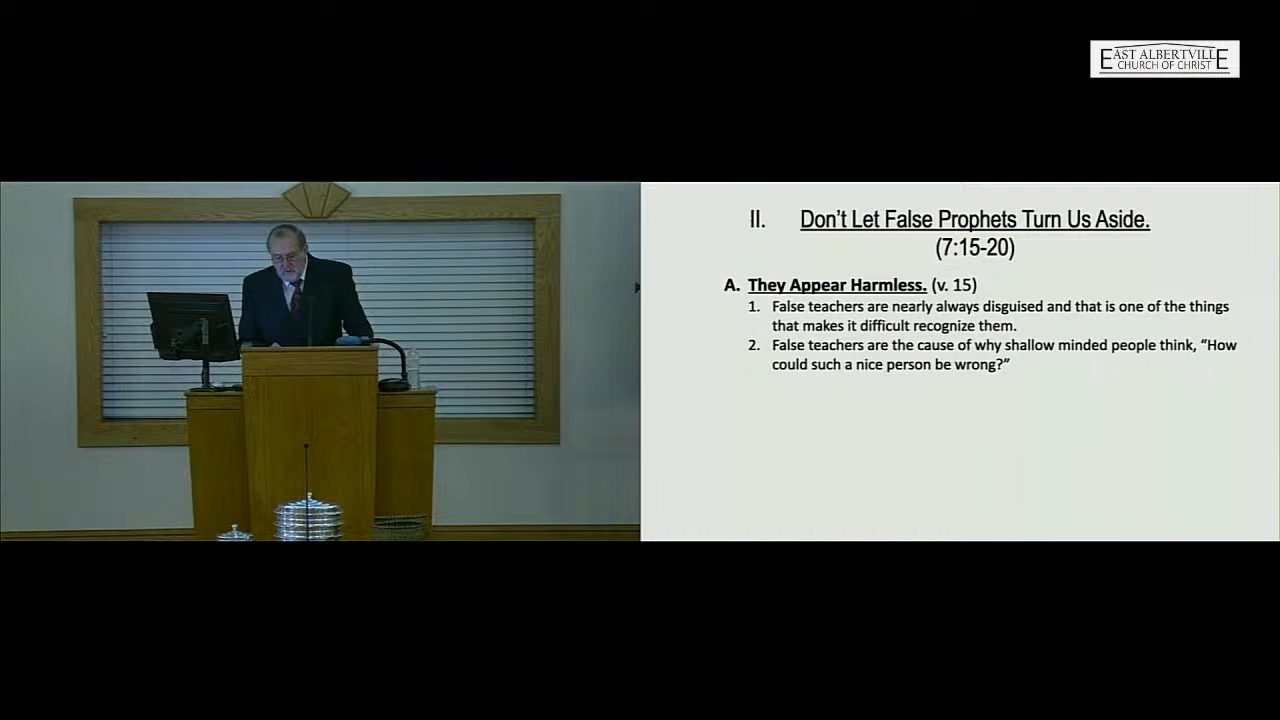 EAST ALBERTVILLE
CHURCH OF CHRIST
II. Don't Let False Prophets Turn Us Aside.
(7:15-20)
A. They Appear Harmless. (v. 15)
1. False teachers are nearly always disguised and that is one of the things
that makes it difficult recognize them.
2. False teachers are the cause of why shallow minded people think, “How
could such a nice person be wrong?”